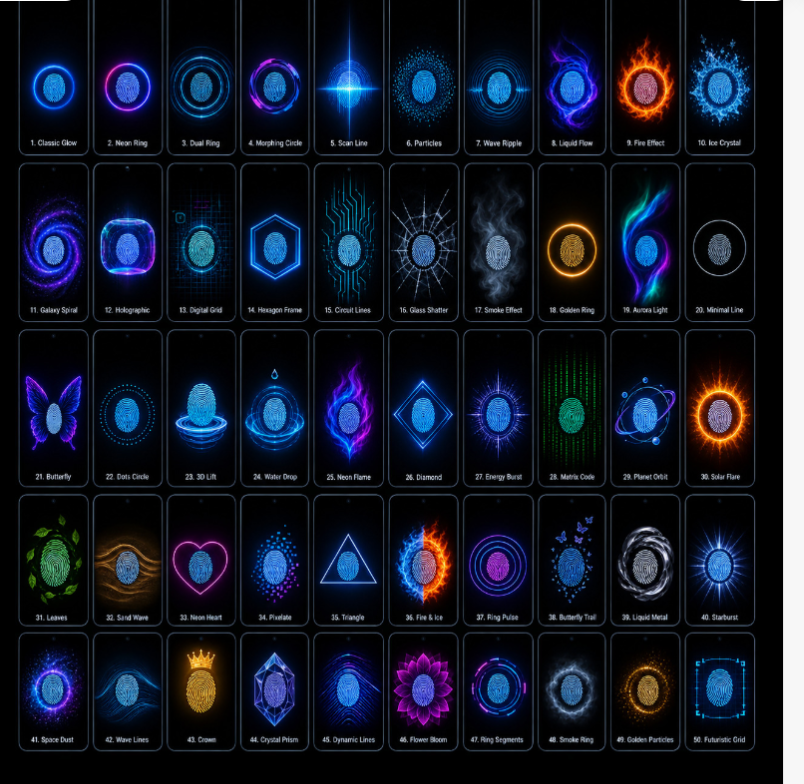 1. Classic Glow
2. Neon Ring
3. Dual Ring
4. Morphing Circle
5. Scan Line
6. Particles
7. Wave Ripple
8. Liquid Flow
9. Fire Effect
10. Ice Crystal
11. Galaxy Spiral
12. Holographic
13. Digital Grid
14. Hexagon Frame
15. Circuit Lines
16. Glass Shatter
17. Smoke Effect
18. Golden Ring
19. Aurora Light
20. Minimal Line
21. Butterfly
22. Dots Circle
23. 3D Lift
24. Water Drop
25. Neon Flame
26. Diamond
27. Energy Burst
28. Matrix Code
29. Planet Orbit
30. Solar Flare
31. Leaves
32. Sand Wave
33. Neon Heart
34. Pixelate
35. Triangle
36. Fire & Ice
37. Ring Pulse
38. Butterfly Trail
39. Liquid Metal
40. Starburst
41. Space Dust
42. Wave Lines
43. Crown
44. Crystal Prism
45. Dynamic Lines
46. Flower Bloom
47. Ring Segments
48. Smoke Ring
49. Golden Particles
50. Futuristic Grid